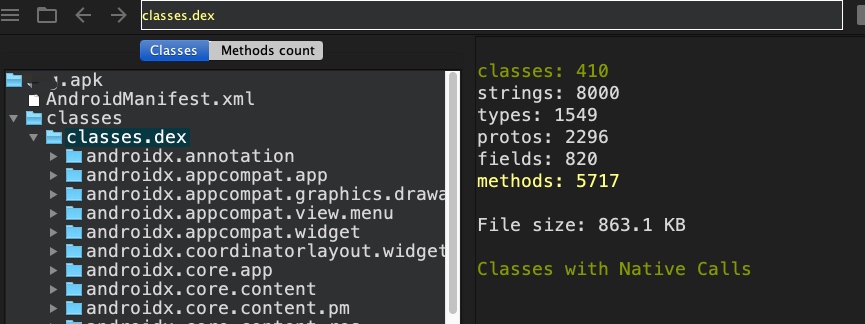 classes.dex
Classes
Methods count
.apk
AndroidManifest.xml
classes
classes.dex
androidx.annotation
androidx.appcompat.app
androidx.appcompat.graphics.drawa
androidx.appcompat.view.menu
androidx.appcompat.widget
androidx.coordinatorlayout.widget
androidx.core.app
androidx.core.content
androidx.core.content.pm
classes: 410
strings: 8000
types: 1549
protos: 2296
fields: 820
methods: 5717
File size: 863.1 KB
Classes with Native Calls